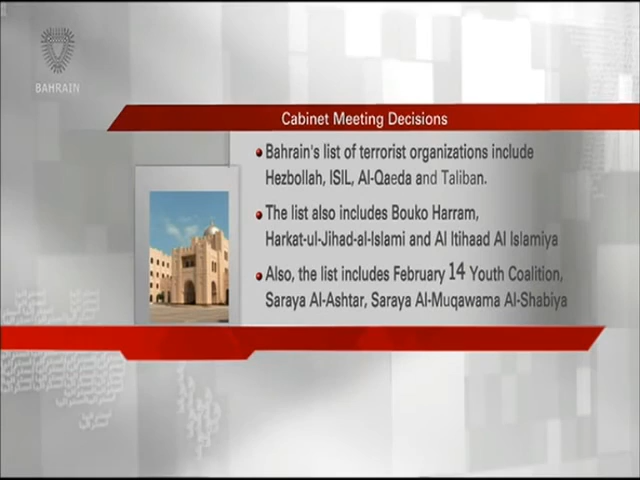 BAHRAIN
Cabinet Meeting Decisions
Bahrain's list of terrorist organizations include
Hezbollah, ISIL, Al-Qaeda and Taliban.
The list also includes Bouko Harram,
Harkat-ul-Jihad-al-Islami and Al Itihaad Al Islamiya
Also, the list includes February 14 Youth Coalition,
Saraya Al-Ashtar, Saraya Al-Muqawama Al-Shabiya